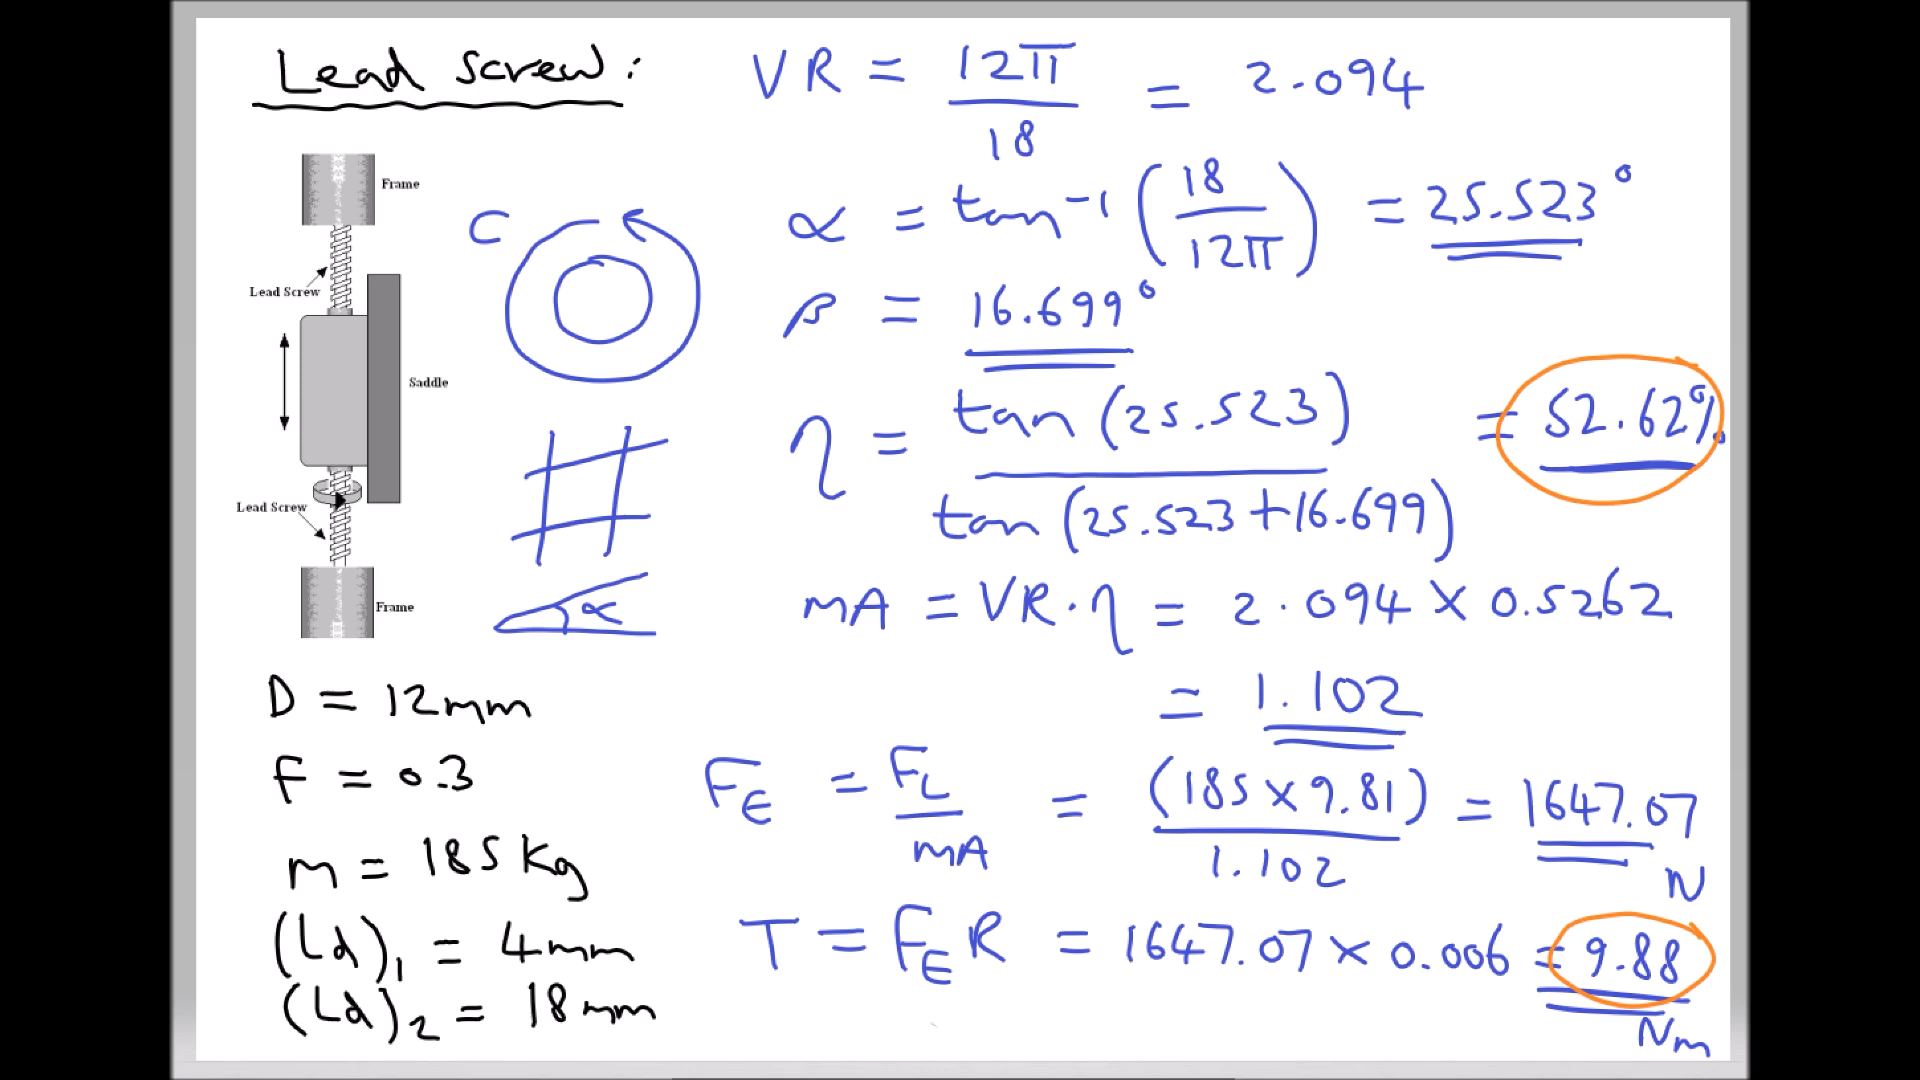 Lead screw:
Frame
Lead Screw
Saddle
Lead Screw
Frame
C
α
D = 12mm
F = 0.3
m = 185 Kg
(Ld)₁ = 4mm
(Ld)₂ = 18mm
VR = 12π / 18 = 2.094
α = tan⁻¹ (18 / 12π) = 25.523°
β = 16.699°
η = tan (25.523) / tan (25.523 + 16.699) = 52.62%
MA = VR · η = 2.094 × 0.5262
= 1.102
F_E = F_L / MA = (185 × 9.81) / 1.102 = 1647.07 N
T = F_E R = 1647.07 × 0.006 = 9.88 Nm